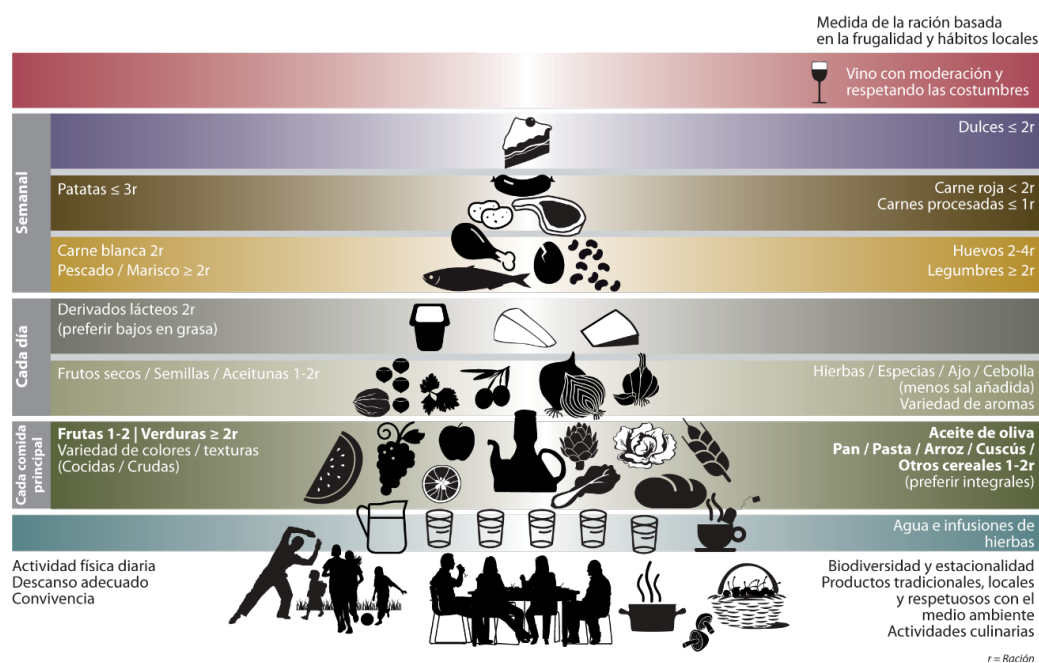 Medida de la ración basada
en la frugalidad y hábitos locales
Vino con moderación y
respetando las costumbres
Semanal
Dulces ≤ 2r
Patatas ≤ 3r
Carne roja < 2r
Carnes procesadas ≤ 1r
Carne blanca 2r
Pescado / Marisco ≥ 2r
Huevos 2-4r
Legumbres ≥ 2r
Cada día
Derivados lácteos 2r
(preferir bajos en grasa)
Frutos secos / Semillas / Aceitunas 1-2r
Hierbas / Especias / Ajo / Cebolla
(menos sal añadida)
Variedad de aromas
Cada comida
principal
Frutas 1-2 | Verduras ≥ 2r
Variedad de colores / texturas
(Cocidas / Crudas)
Aceite de oliva
Pan / Pasta / Arroz / Cuscús /
Otros cereales 1-2r
(preferir integrales)
Agua e infusiones de
hierbas
Actividad física diaria
Descanso adecuado
Convivencia
Biodiversidad y estacionalidad
Productos tradicionales, locales
y respetuosos con el
medio ambiente
Actividades culinarias
r = Ración